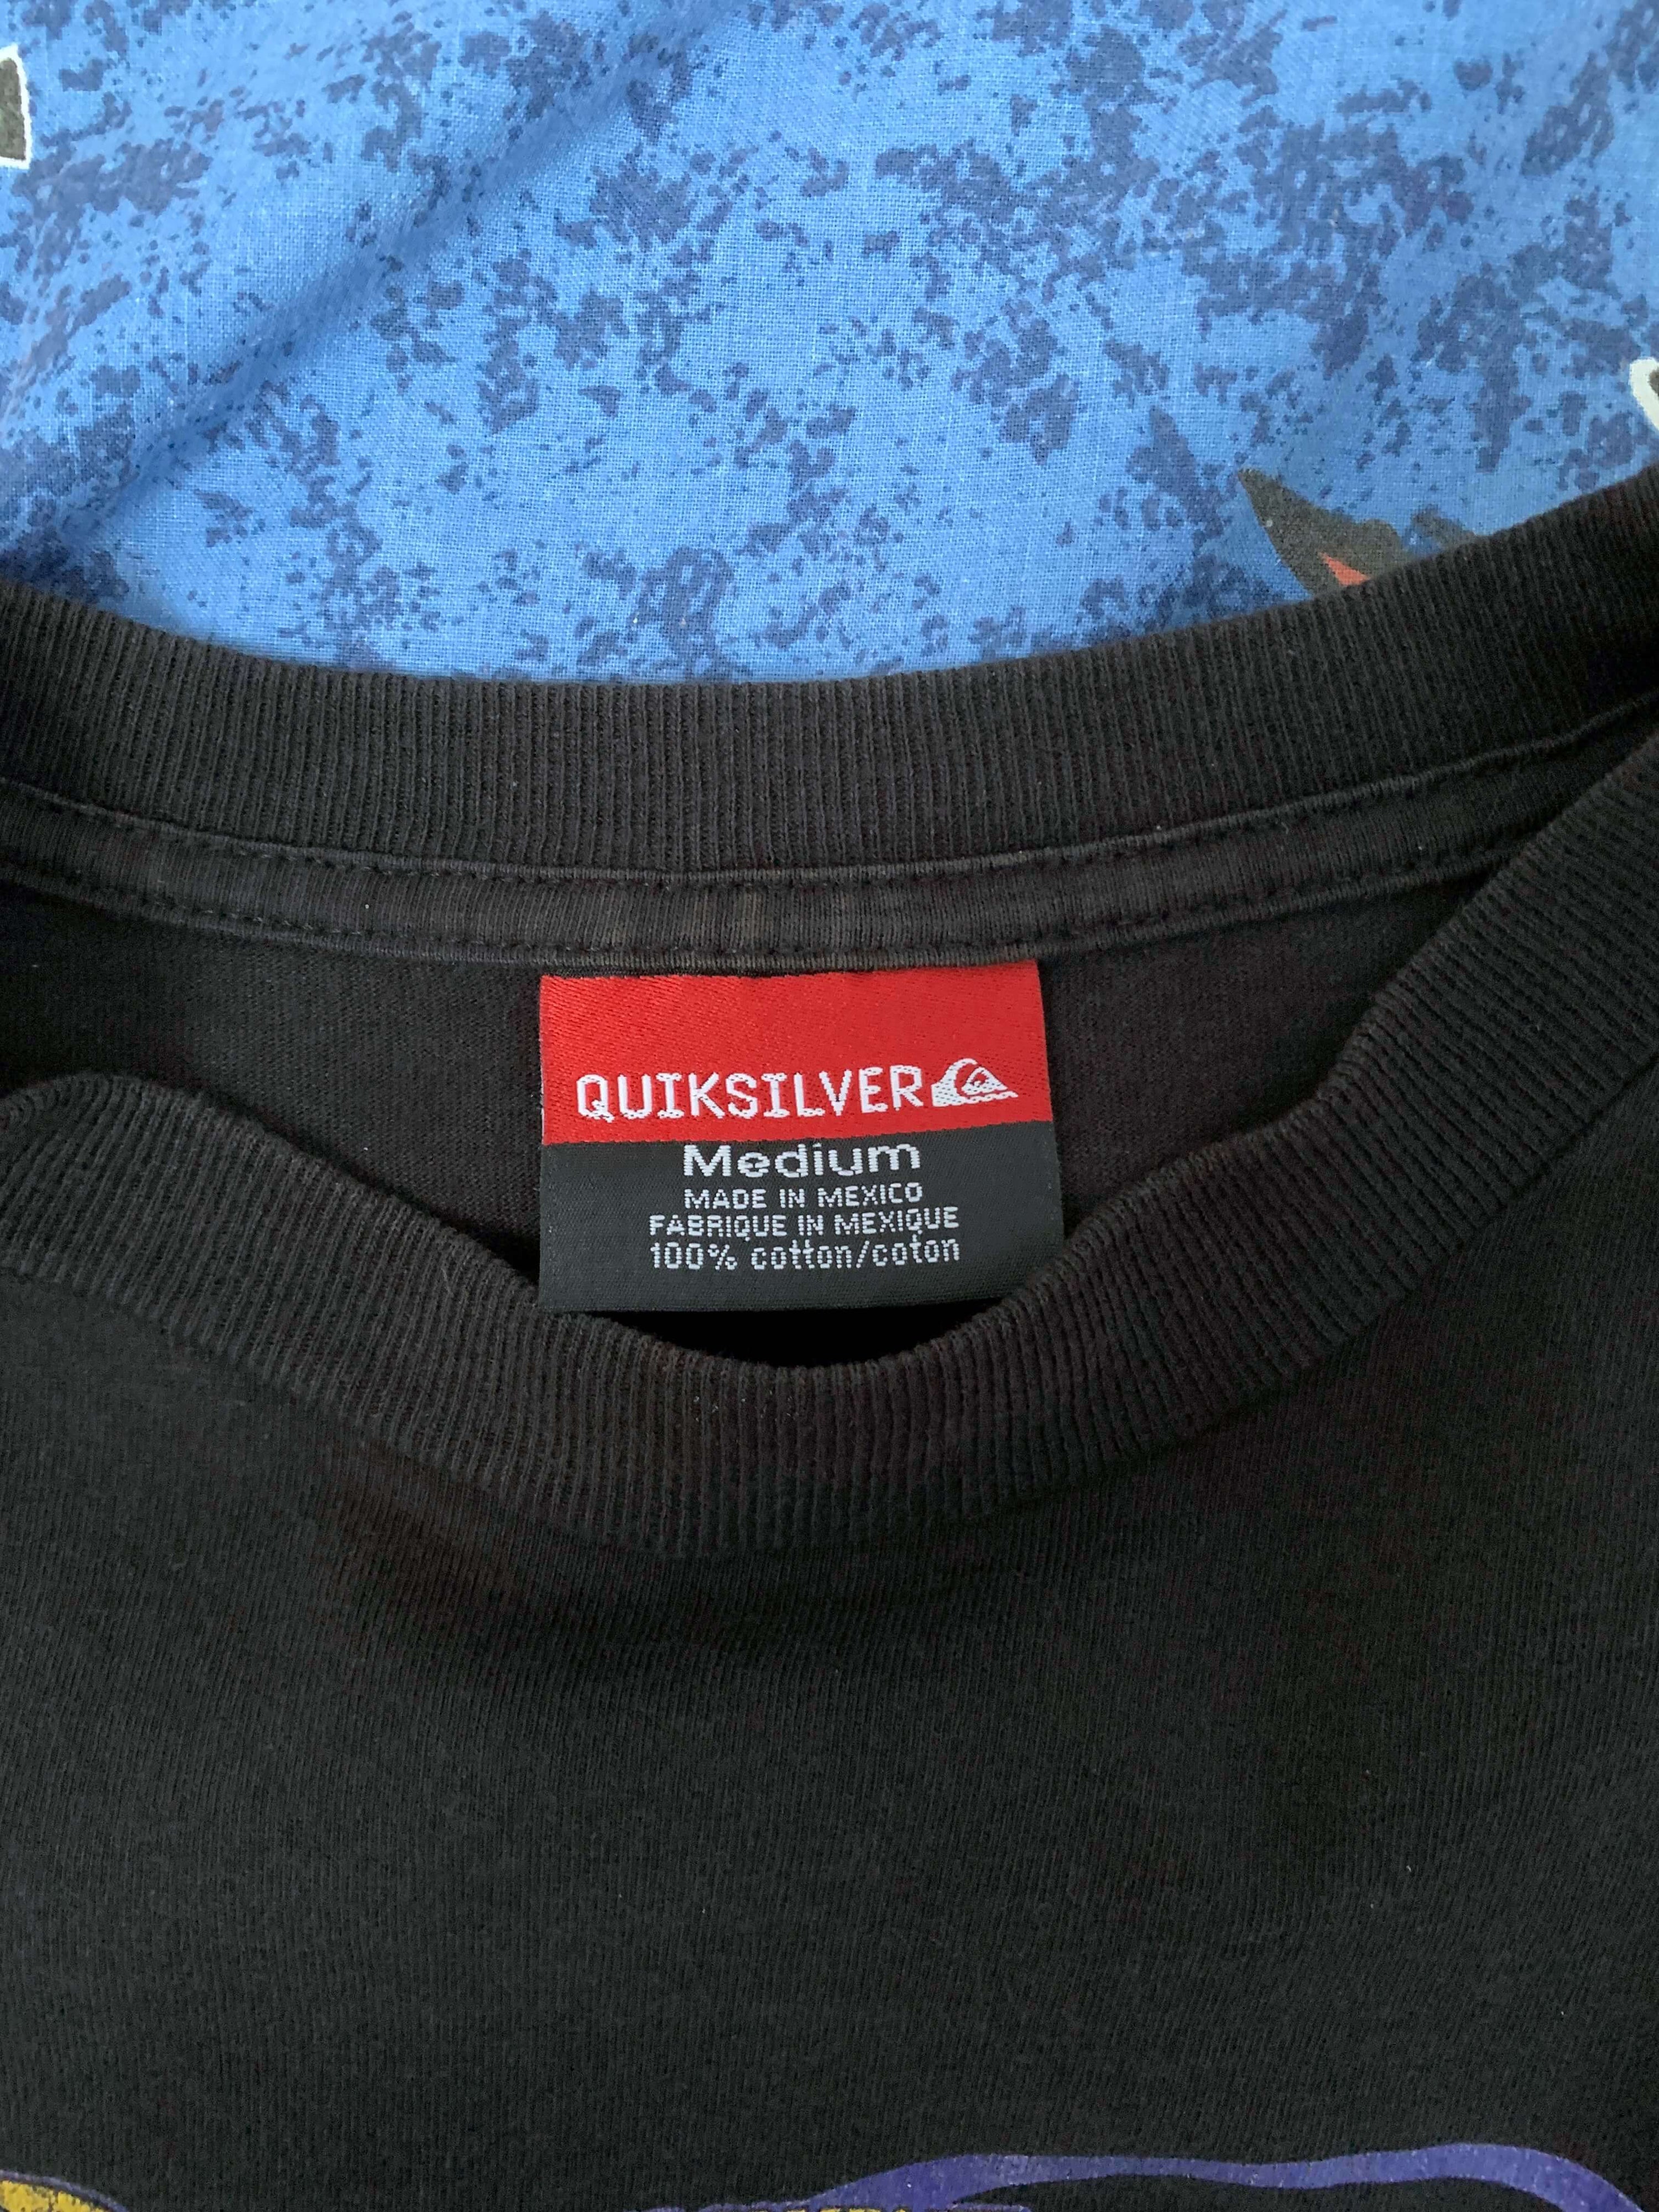 QUIKSILVER
Medium
MADE IN MEXICO
FABRIQUE IN MEXIQUE
100% cotton/coton